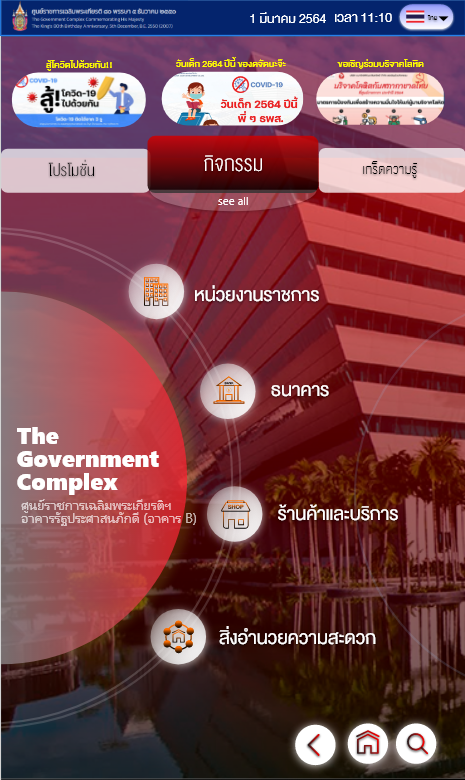 ศูนย์ราชการเฉลิมพระเกียรติ ๘๐ พรรษา ๕ ธันวาคม ๒๕๕๐
The Government Complex Commemorating His Majesty
The King's 80th Birthday Anniversary, 5th December, B.E. 2550 (2007)
1 มีนาคม 2564 เวลา 11:10
ไทย
สู้โควิดไปด้วยกัน!!
วันเด็ก 2564 ปีนี้ ของดจัดนะจ๊ะ
ขอเชิญร่วมบริจาคโลหิต
COVID-19
สู้! โควิด-19
ไปด้วยกัน
COVID-19
วันเด็ก 2564 ปีนี้
พี่ ๆ ธพส.
บริจาคโลหิตกับสภากาชาดไทย
โปรโมชั่น
กิจกรรม
เกร็ดความรู้
see all
หน่วยงานราชการ
BANK
ธนาคาร
The
Government
Complex
ศูนย์ราชการเฉลิมพระเกียรติฯ
อาคารรัฐประศาสนภักดี (อาคาร B)
SHOP
ร้านค้าและบริการ
สิ่งอำนวยความสะดวก